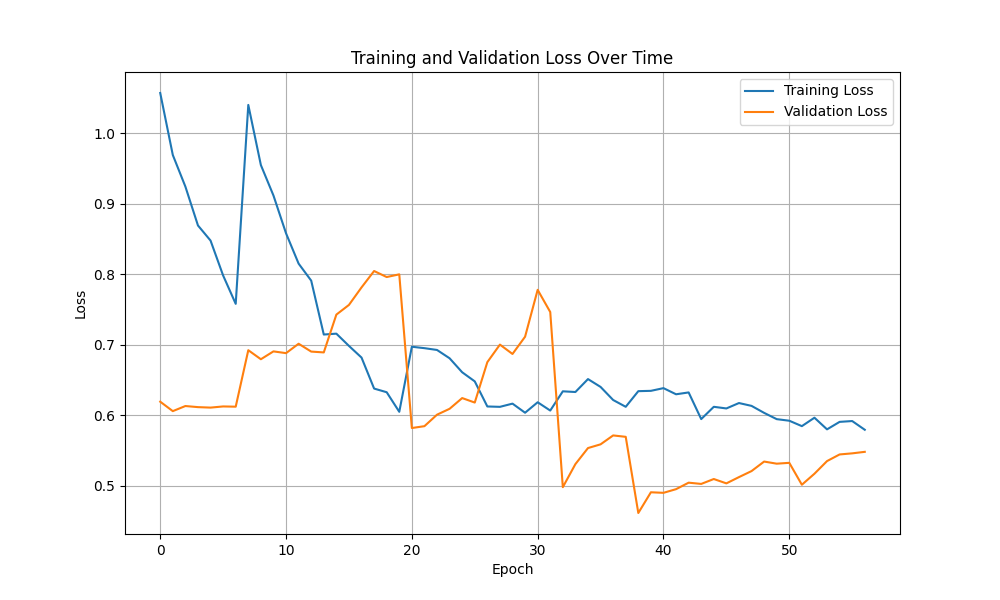 Training and Validation Loss Over Time
Training Loss
Validation Loss
1.0
0.9
0.8
0.7
0.6
0.5
Loss
0 10 20 30 40 50
Epoch